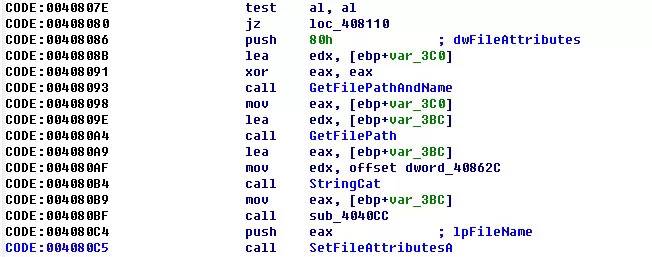 CODE:0040807E test al, al
CODE:00408080 jz loc_408110
CODE:00408086 push 80h ; dwFileAttributes
CODE:0040808B lea edx, [ebp+var_3C0]
CODE:00408091 xor eax, eax
CODE:00408093 call GetFilePathAndName
CODE:00408098 mov eax, [ebp+var_3C0]
CODE:0040809E lea edx, [ebp+var_3BC]
CODE:004080A4 call GetFilePath
CODE:004080A9 lea eax, [ebp+var_3BC]
CODE:004080AF mov edx, offset dword_40862C
CODE:004080B4 call StringCat
CODE:004080B9 mov eax, [ebp+var_3BC]
CODE:004080BF call sub_4040CC
CODE:004080C4 push eax ; lpFileName
CODE:004080C5 call SetFileAttributesA